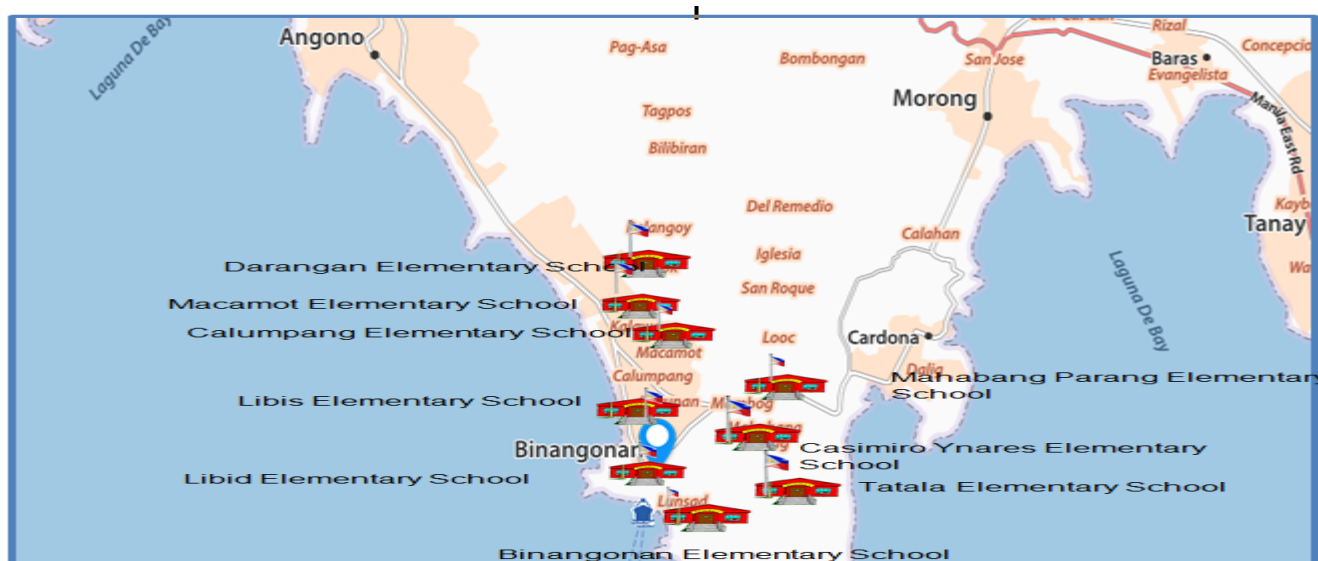 Laguna De Bay
Angono
Pag-Asa
Bombongan
San Jose
Rizal
Concepcio
Baras
Evangelista
Morong
Manila East Rd
Tagpos
Bilibiran
Del Remedio
Tanay
Calahan
Iglesia
Laguna De Bay
Darangan Elementary School
San Roque
Macamot Elementary School
Calumpang Elementary School
Looc
Cardona
Macamot
Calumpang
Dalig
Mahabang Parang Elementary
School
Libis Elementary School
Binangonan
Casimiro Ynares Elementary
School
Libid Elementary School
Tatala Elementary School
Lunsad
Binangonan Elementary School